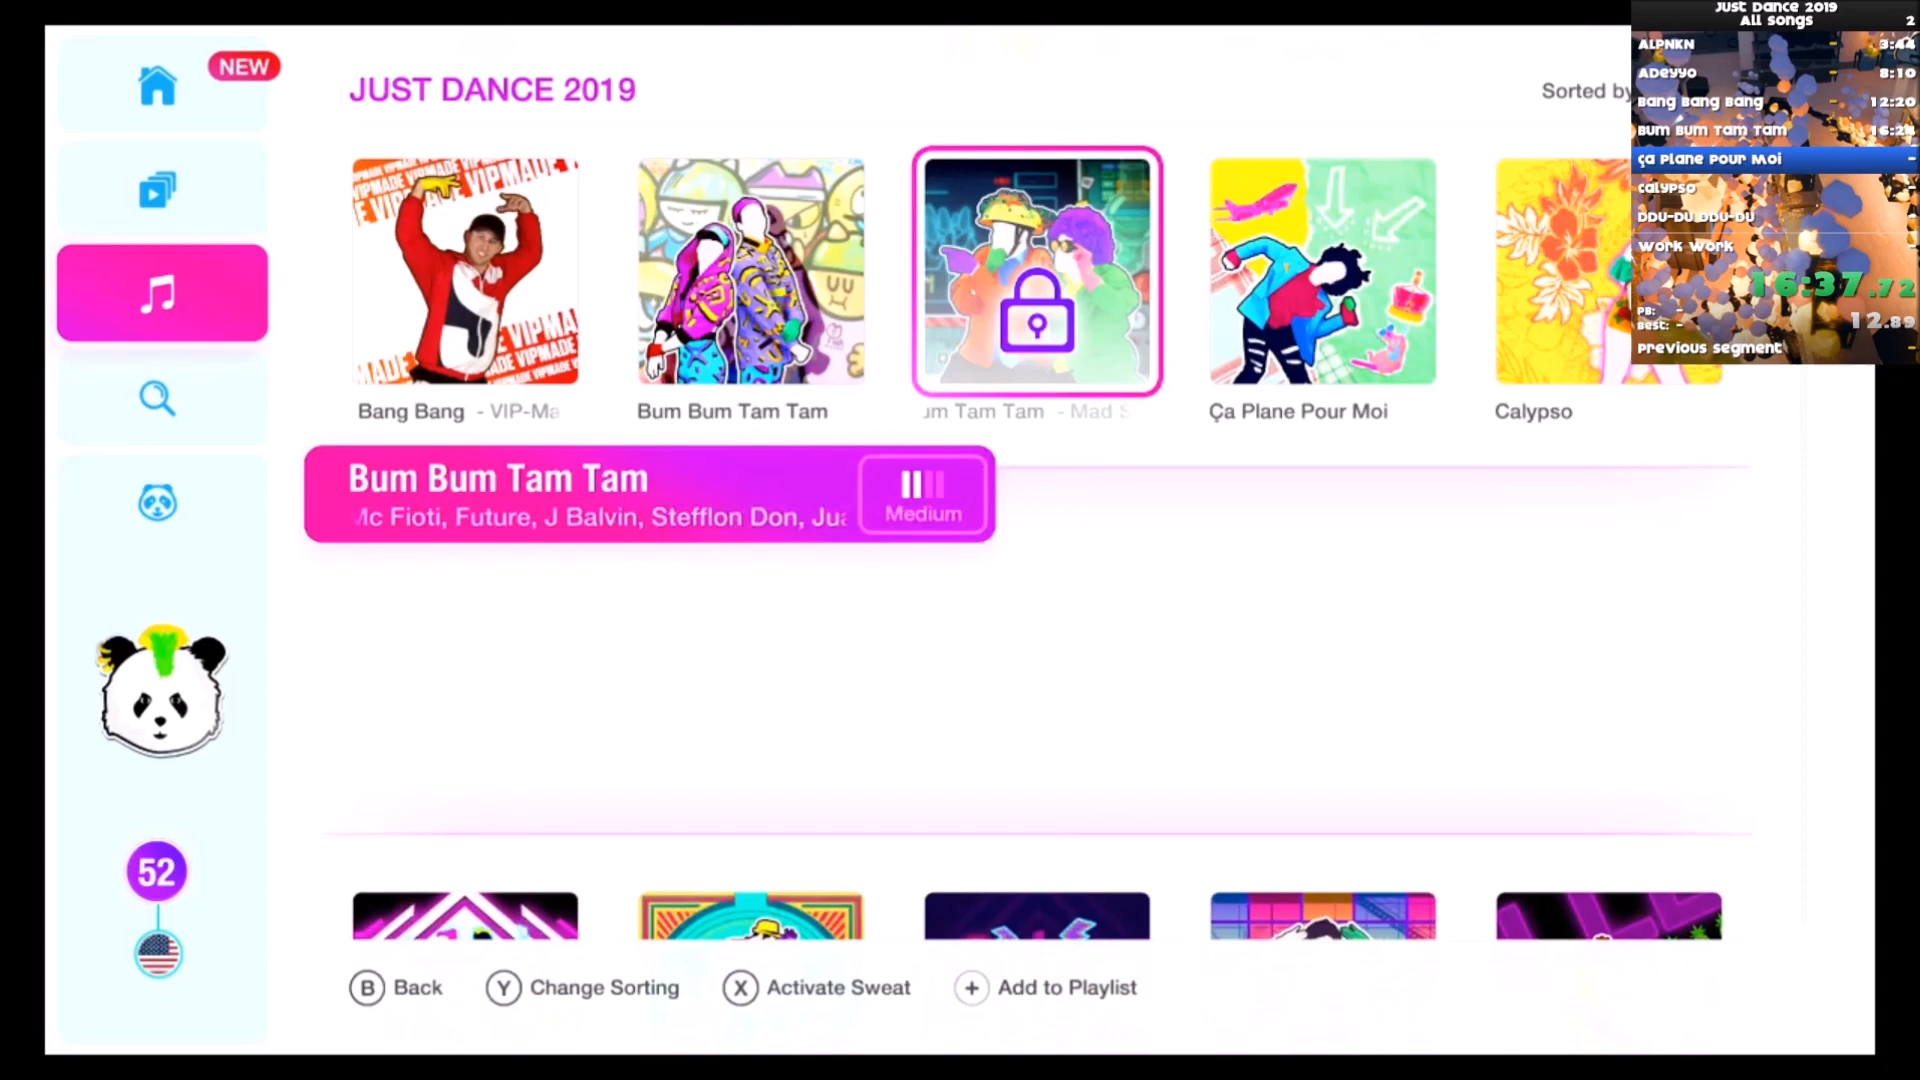 NEW
JUST DANCE 2019
Sorted by
Bang Bang - VIP-Ma
Bum Bum Tam Tam
um Tam Tam - Mad S
Ça Plane Pour Moi
Calypso
Bum Bum Tam Tam
Mc Fioti, Future, J Balvin, Stefflon Don, Jua
Medium
52
B Back
Y Change Sorting
X Activate Sweat
+ Add to Playlist
Just Dance 2019
All Songs 2
ALPNKN - 3:44
Adeyyo - 8:10
Bang Bang Bang - 12:20
Bum Bum Tam Tam 16:24
Ça Plane Pour Moi -
Calypso -
DDU-DU DDU-DU -
Work Work
16:37.72
PB: -
Best: -
12.89
Previous Segment -